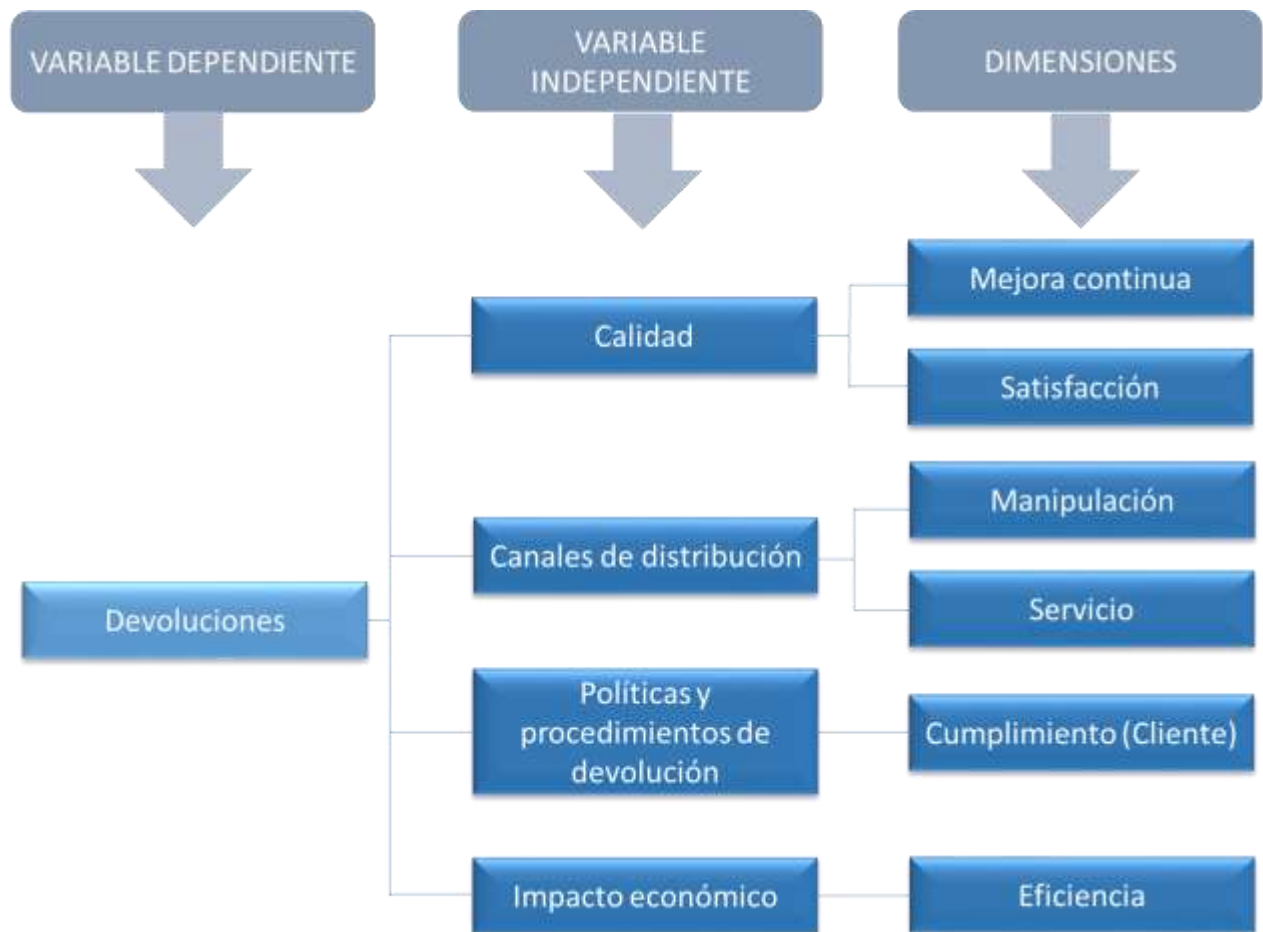 VARIABLE DEPENDIENTE
VARIABLE
INDEPENDIENTE
DIMENSIONES
Mejora continua
Calidad
Satisfacción
Manipulación
Canales de distribución
Servicio
Devoluciones
Políticas y
procedimientos de
devolución
Cumplimiento (Cliente)
Impacto económico
Eficiencia